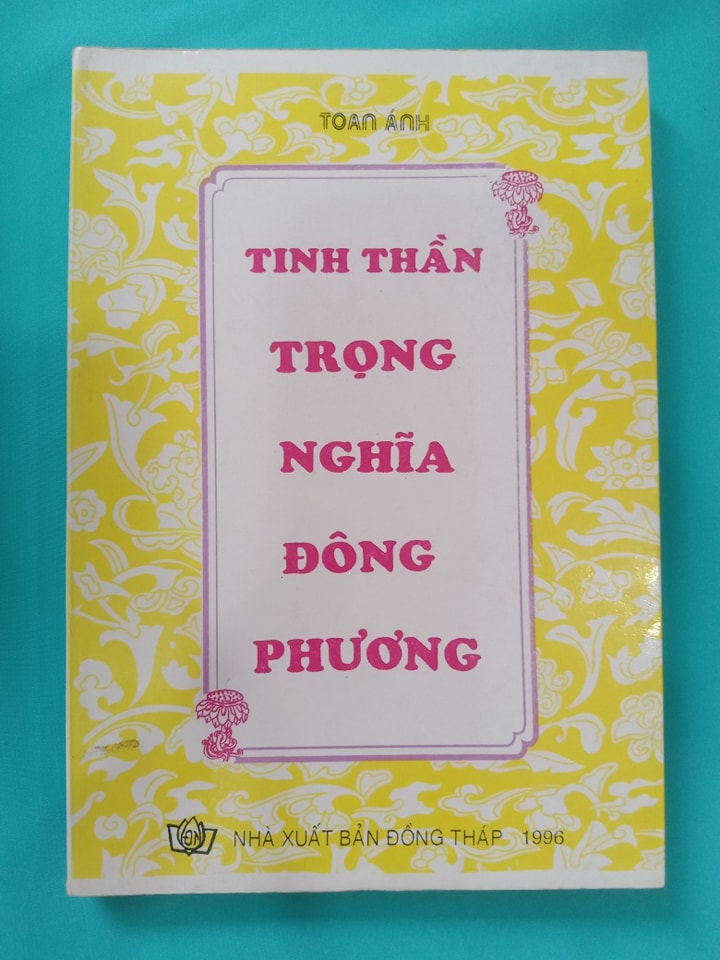 TOAN ÁNH
TINH THẦN
TRỌNG
NGHĨA
ĐÔNG
PHƯƠNG
NHÀ XUẤT BẢN ĐỒNG THÁP 1996